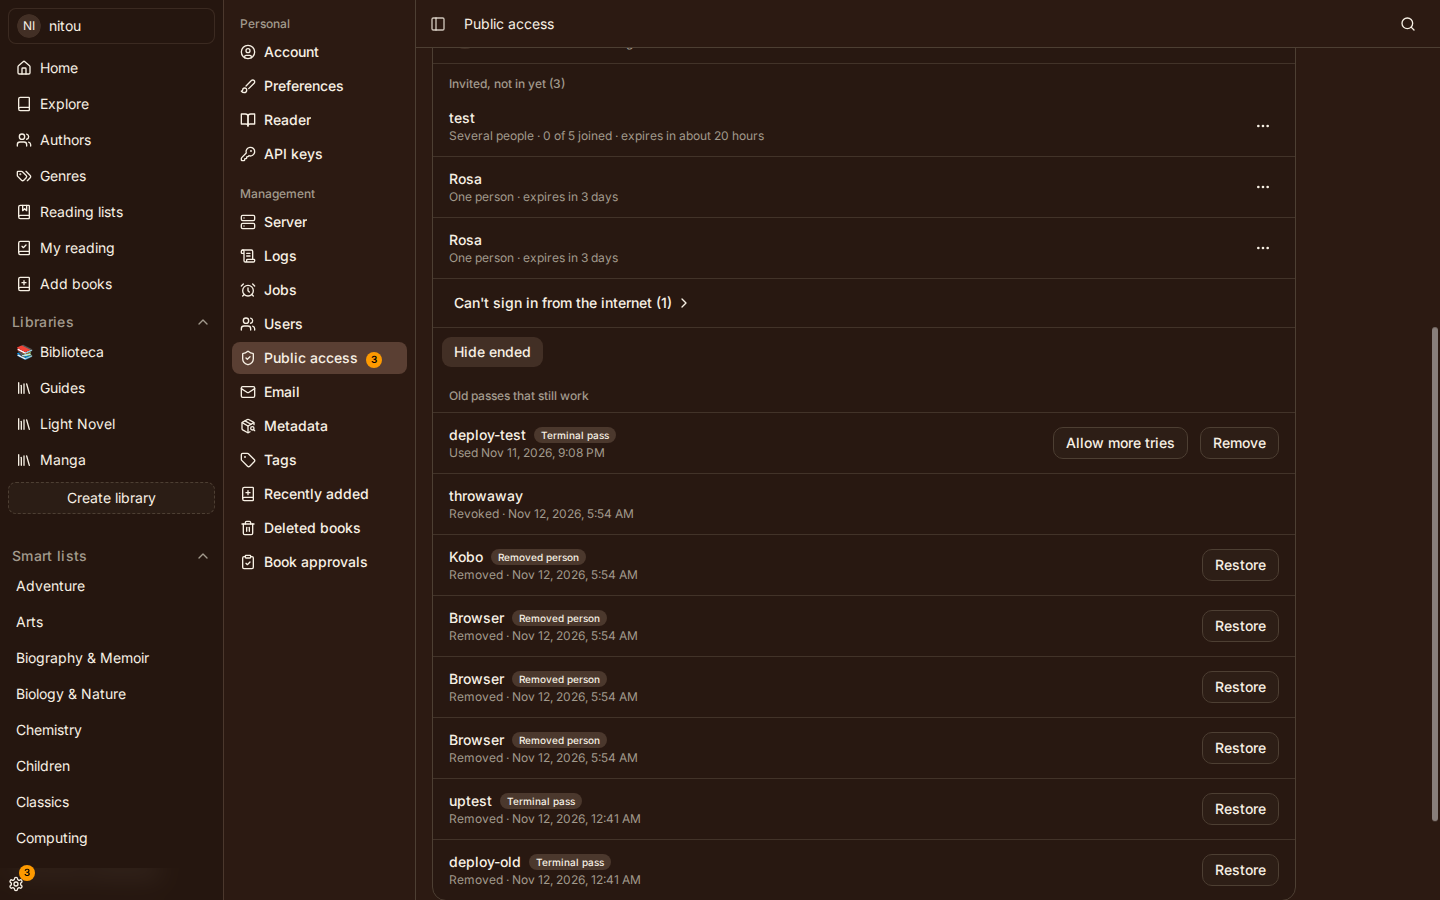 NI nitou
Home
Explore
Authors
Genres
Reading lists
My reading
Add books
Libraries
Biblioteca
Guides
Light Novel
Manga
Create library
Smart lists
Adventure
Arts
Biography & Memoir
Biology & Nature
Chemistry
Children
Classics
Computing
3
Personal
Account
Preferences
Reader
API keys
Management
Server
Logs
Jobs
Users
Public access 3
Email
Metadata
Tags
Recently added
Deleted books
Book approvals
Public access
Invited, not in yet (3)
test
Several people · 0 of 5 joined · expires in about 20 hours
Rosa
One person · expires in 3 days
Rosa
One person · expires in 3 days
Can't sign in from the internet (1)
Hide ended
Old passes that still work
deploy-test Terminal pass
Used Nov 11, 2026, 9:08 PM
Allow more tries Remove
throwaway
Revoked · Nov 12, 2026, 5:54 AM
Kobo Removed person
Removed · Nov 12, 2026, 5:54 AM
Restore
Browser Removed person
Removed · Nov 12, 2026, 5:54 AM
Restore
Browser Removed person
Removed · Nov 12, 2026, 5:54 AM
Restore
Browser Removed person
Removed · Nov 12, 2026, 5:54 AM
Restore
uptest Terminal pass
Removed · Nov 12, 2026, 12:41 AM
Restore
deploy-old Terminal pass
Removed · Nov 12, 2026, 12:41 AM
Restore